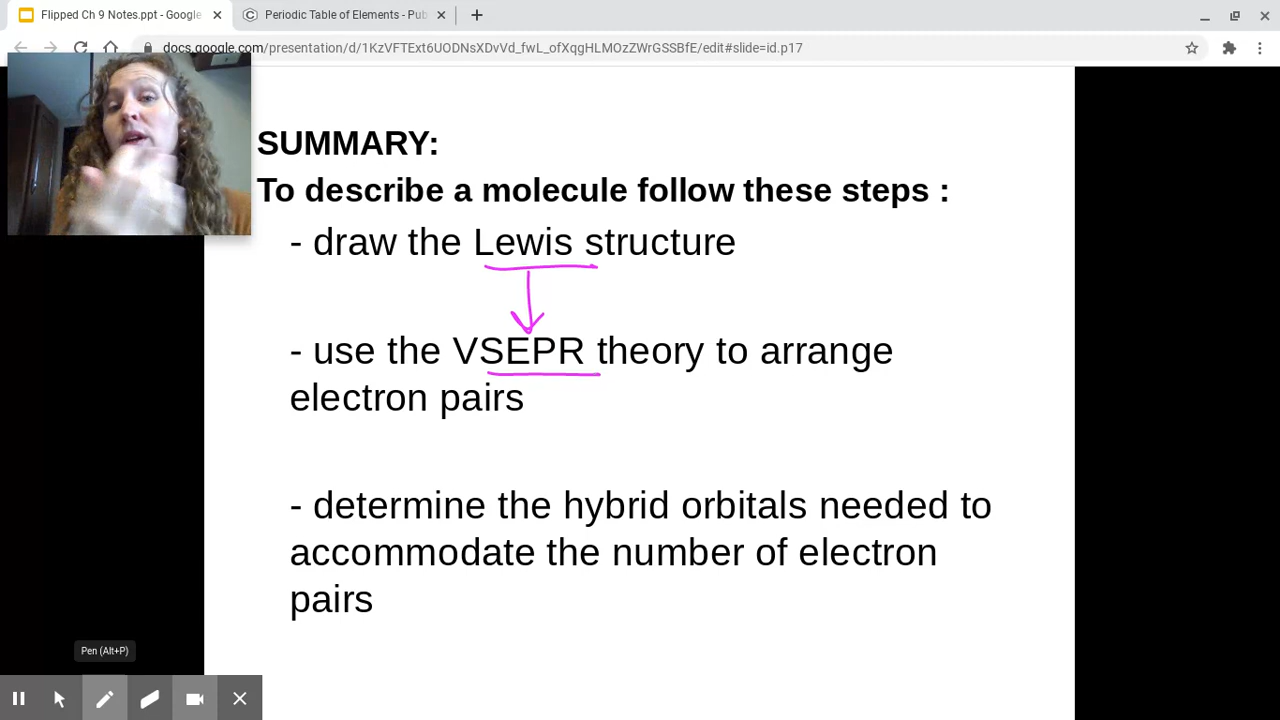 Flipped Ch 9 Notes.ppt - Google
Periodic Table of Elements - Pub
docs.google.com/presentation/d/1KzVFTExt6UODNsXDvVd_fwL_ofXqgHLMOzZWrGSSBfE/edit#slide=id.p17
SUMMARY:
To describe a molecule follow these steps :
- draw the Lewis structure
- use the VSEPR theory to arrange
electron pairs
- determine the hybrid orbitals needed to
accommodate the number of electron
pairs
Pen (Alt+P)